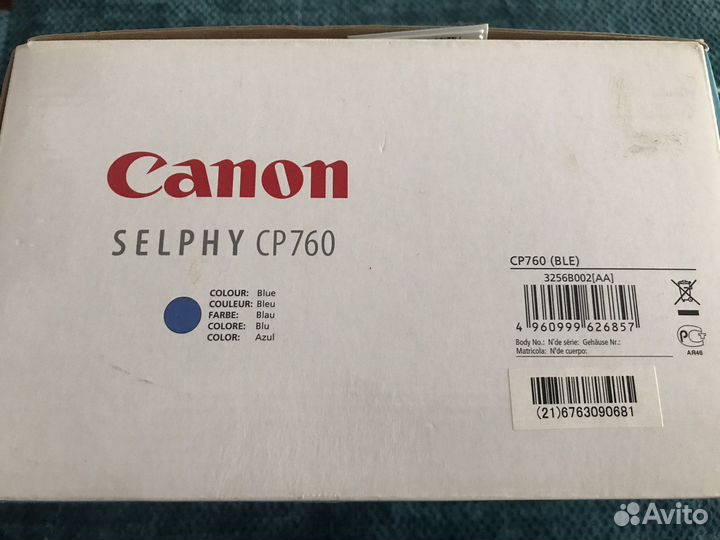 Canon
SELPHY CP760
COLOUR: Blue
COULEUR: Bleu
FARBE: Blau
COLORE: Blu
COLOR: Azul
CP760 (BLE)
3256B002[AA]
4 960999 626857
Body No.: N°de série: Gehäuse Nr.:
Matricola: N°de cuerpo:
AЯ46
(21)6763090681
Avito